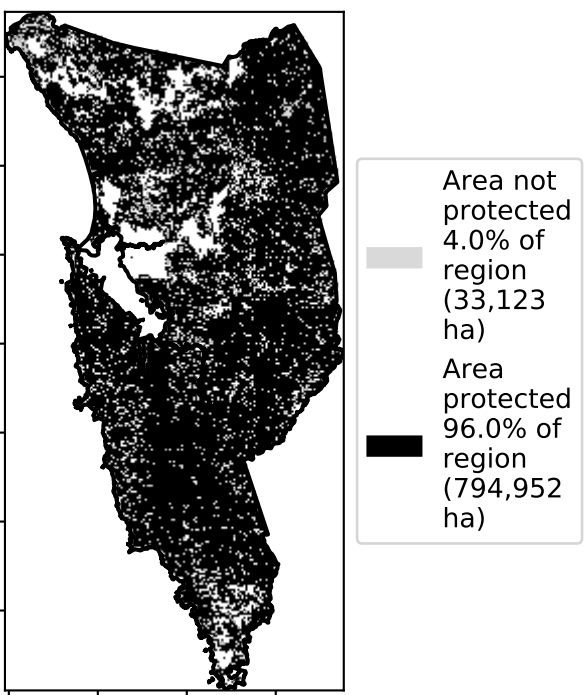 Area not
protected
4.0% of
region
(33,123
ha)
Area
protected
96.0% of
region
(794,952
ha)